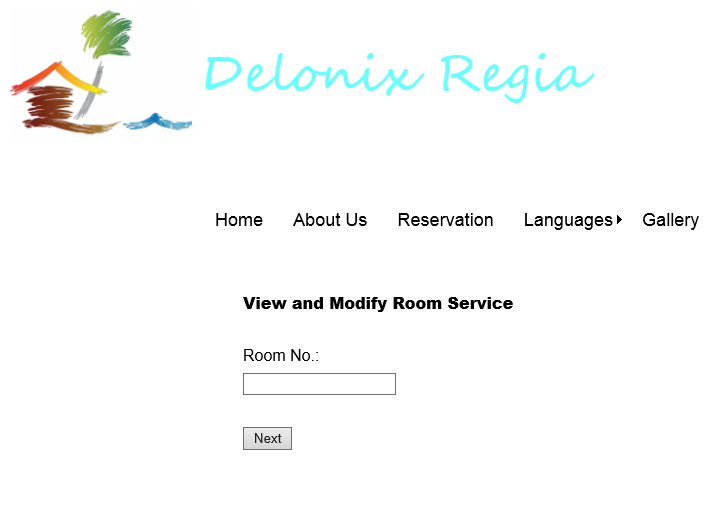 Delonix Regia
Home About Us Reservation Languages Gallery
View and Modify Room Service
Room No.:
Next